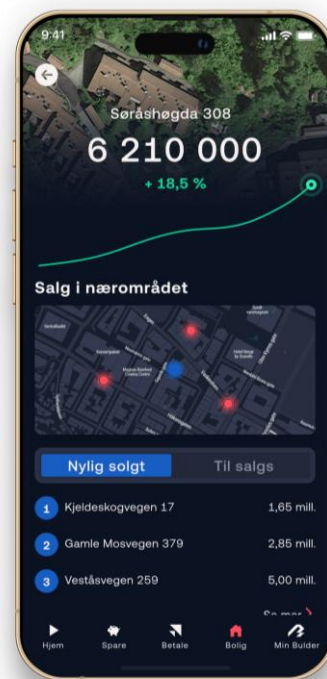 9:41
Søråshøgda 308
6 210 000
+ 18,5 %
Salg i nærområdet
Nylig solgt Til salgs
1 Kjeldeskogvegen 17 1,65 mill.
2 Gamle Mosvegen 379 2,85 mill.
3 Veståsvegen 259 5,00 mill.
Se mer
Hjem Spare Betale Bolig Min Bulder